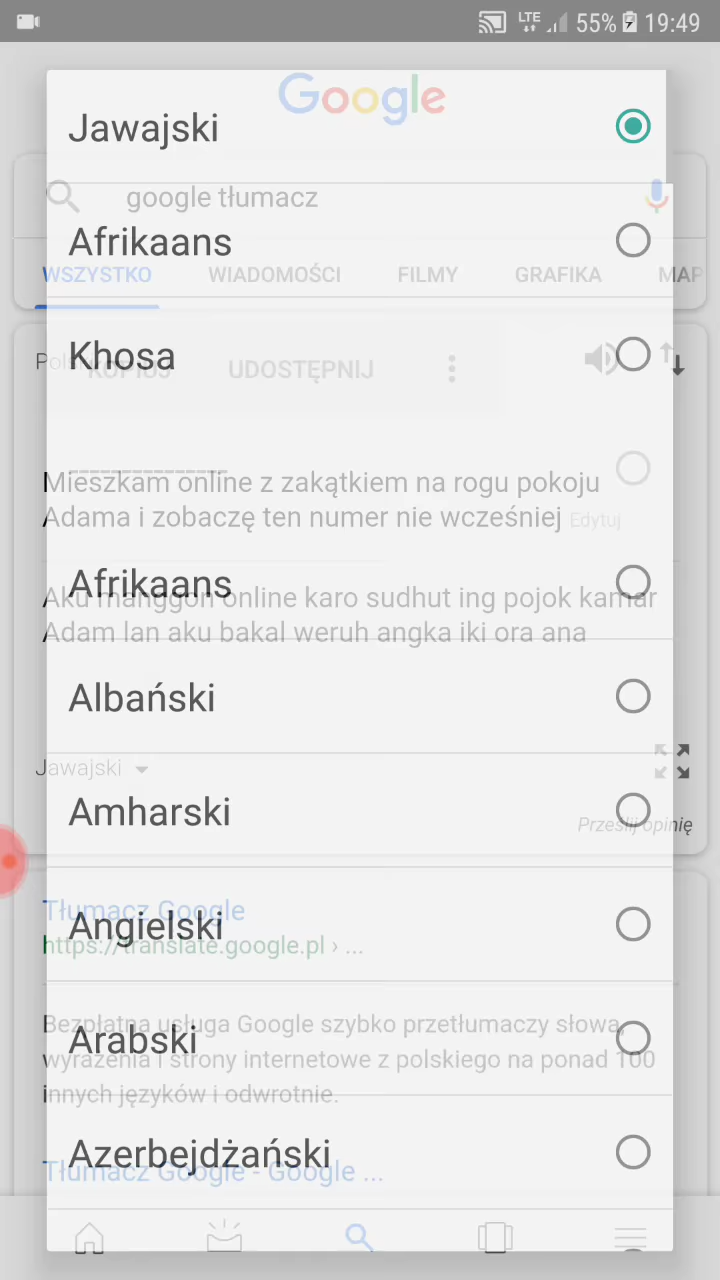 LTE 55% 19:49
Google
Jawajski
google tłumacz
Afrikaans
WSZYSTKO WIADOMOŚCI FILMY GRAFIKA MAP
Khosa
KOPIUJ UDOSTĘPNIJ
Mieszkam online z zakątkiem na rogu pokoju
Adama i zobaczę ten numer nie wcześniej Edytuj
Afrikaans
Aku manggon online karo sudhut ing pojok kamar
Adam lan aku bakal weruh angka iki ora ana
Albański
Jawajski
Amharski
Prześlij opinię
Tłumacz Google
Angielski
https://translate.google.pl › ...
Bezpłatna usługa Google szybko przetłumaczy słowa,
Arabski
wyrażenia i strony internetowe z polskiego na ponad 100
innych języków i odwrotnie.
Azerbejdżański
Tłumacz Google - Google ...